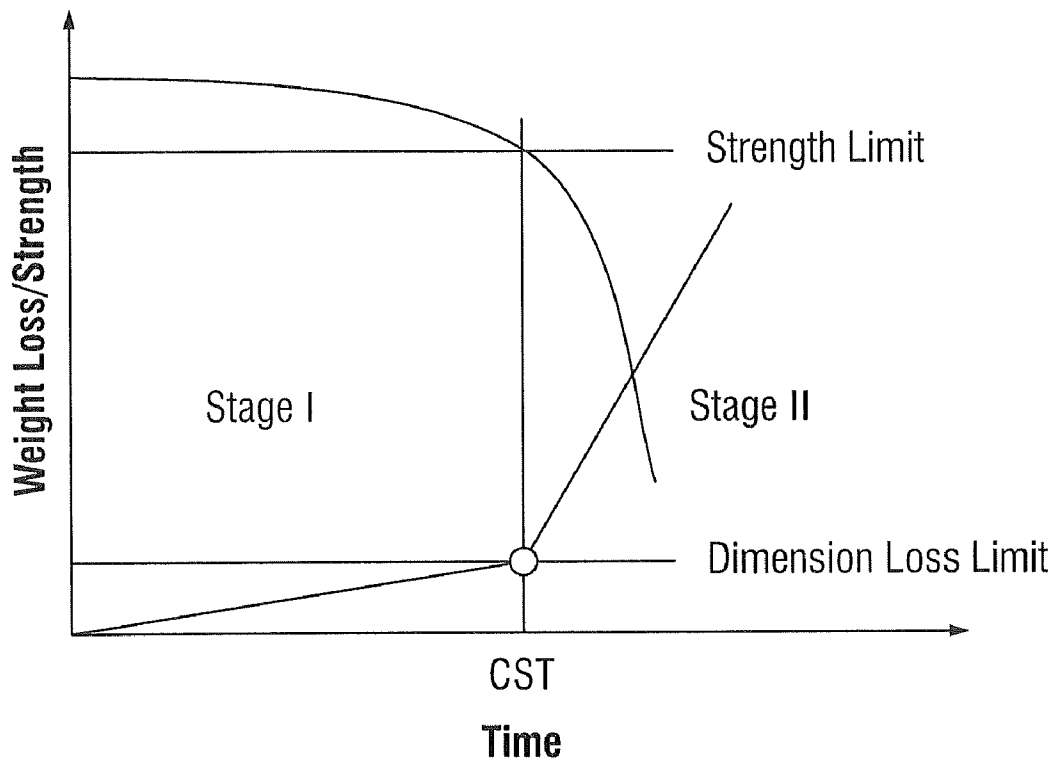 Weight Loss/Strength
Strength Limit
Stage I
Stage II
Dimension Loss Limit
CST
Time